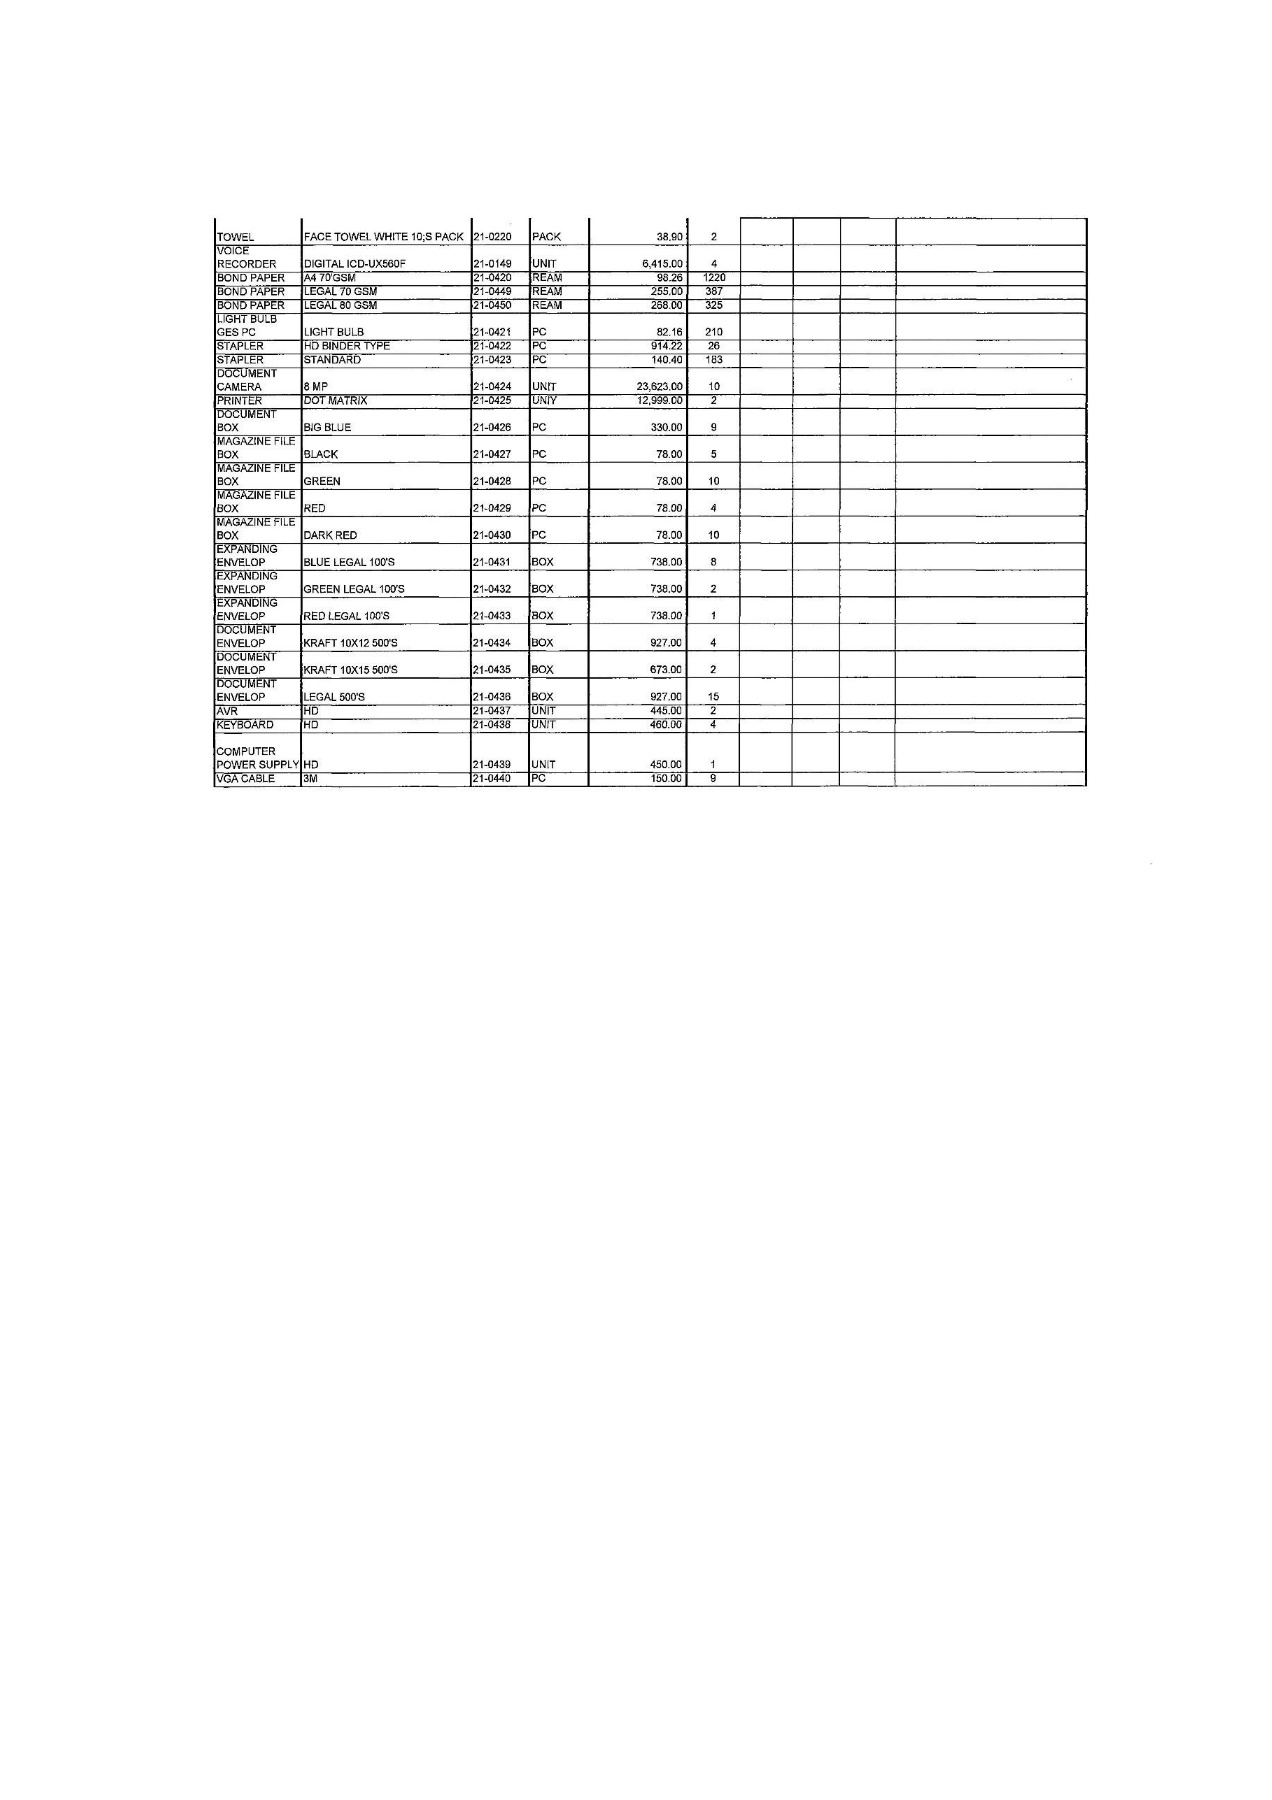 TOWEL FACE TOWEL WHITE 10;S PACK 21-0220 PACK 38.90 2
VOICE
RECORDER DIGITAL ICD-UX560F 21-0149 UNIT 6,415.00 4
BOND PAPER A4 70'GSM 21-0420 REAM 98.26 1220
BOND PAPER LEGAL 70 GSM 21-0449 REAM 255.00 387
BOND PAPER LEGAL 80 GSM 21-0450 REAM 268.00 325
LIGHT BULB
GES PC LIGHT BULB 21-0421 PC 82.16 210
STAPLER HD BINDER TYPE 21-0422 PC 914.22 26
STAPLER STANDARD 21-0423 PC 140.40 183
DOCUMENT
CAMERA 8 MP 21-0424 UNIT 23,623.00 10
PRINTER DOT MATRIX 21-0425 UNIY 12,999.00 2
DOCUMENT
BOX BIG BLUE 21-0426 PC 330.00 9
MAGAZINE FILE
BOX BLACK 21-0427 PC 78.00 5
MAGAZINE FILE
BOX GREEN 21-0428 PC 78.00 10
MAGAZINE FILE
BOX RED 21-0429 PC 78.00 4
MAGAZINE FILE
BOX DARK RED 21-0430 PC 78.00 10
EXPANDING
ENVELOP BLUE LEGAL 100'S 21-0431 BOX 738.00 8
EXPANDING
ENVELOP GREEN LEGAL 100'S 21-0432 BOX 738.00 2
EXPANDING
ENVELOP RED LEGAL 100'S 21-0433 BOX 738.00 1
DOCUMENT
ENVELOP KRAFT 10X12 500'S 21-0434 BOX 927.00 4
DOCUMENT
ENVELOP KRAFT 10X15 500'S 21-0435 BOX 673.00 2
DOCUMENT
ENVELOP LEGAL 500'S 21-0436 BOX 927.00 15
AVR HD 21-0437 UNIT 445.00 2
KEYBOARD HD 21-0438 UNIT 460.00 4
COMPUTER
POWER SUPPLY HD 21-0439 UNIT 450.00 1
VGA CABLE 3M 21-0440 PC 150.00 9